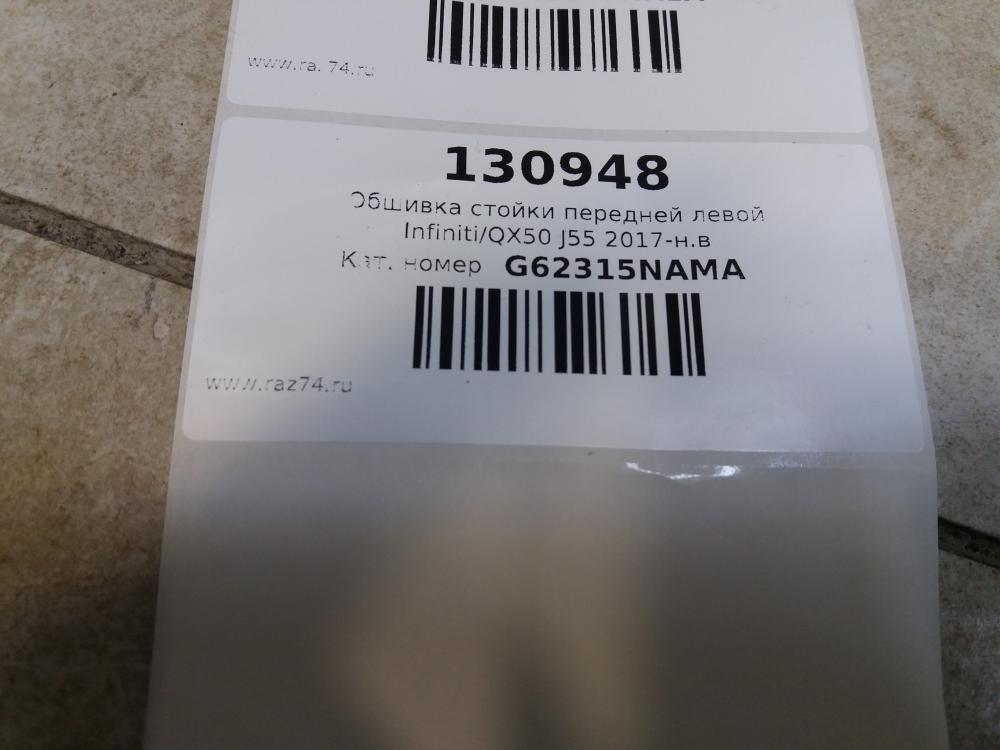 www.ra. 74.ru
130948
Обшивка стойки передней левой
Infiniti/QX50 J55 2017-н.в
Кат. номер G62315NAMA
www.raz74.ru